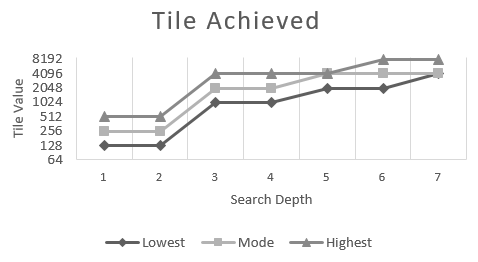 Tile Achieved
8192
4096
2048
1024
512
256
128
64
Tile Value
1 2 3 4 5 6 7
Search Depth
Lowest Mode Highest